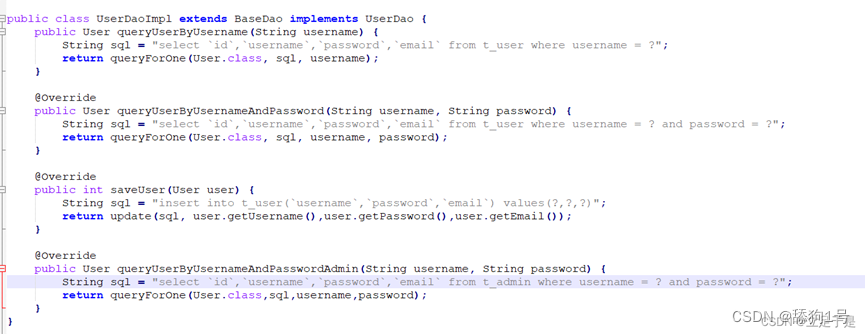 public class UserDaoImpl extends BaseDao implements UserDao {
    public User queryUserByUsername(String username) {
        String sql = "select `id`,`username`,`password`,`email` from t_user where username = ?";
        return queryForOne(User.class, sql, username);
    }

    @Override
    public User queryUserByUsernameAndPassword(String username, String password) {
        String sql = "select `id`,`username`,`password`,`email` from t_user where username = ? and password = ?";
        return queryForOne(User.class, sql, username, password);
    }

    @Override
    public int saveUser(User user) {
        String sql = "insert into t_user(`username`,`password`,`email`) values(?,?,?)";
        return update(sql, user.getUsername(),user.getPassword(),user.getEmail());
    }

    @Override
    public User queryUserByUsernameAndPasswordAdmin(String username, String password) {
        String sql = "select `id`,`username`,`password`,`email` from t_admin where username = ? and password = ?";
        return queryForOne(User.class,sql,username,password);
    }
}
CSDN @舔狗1号